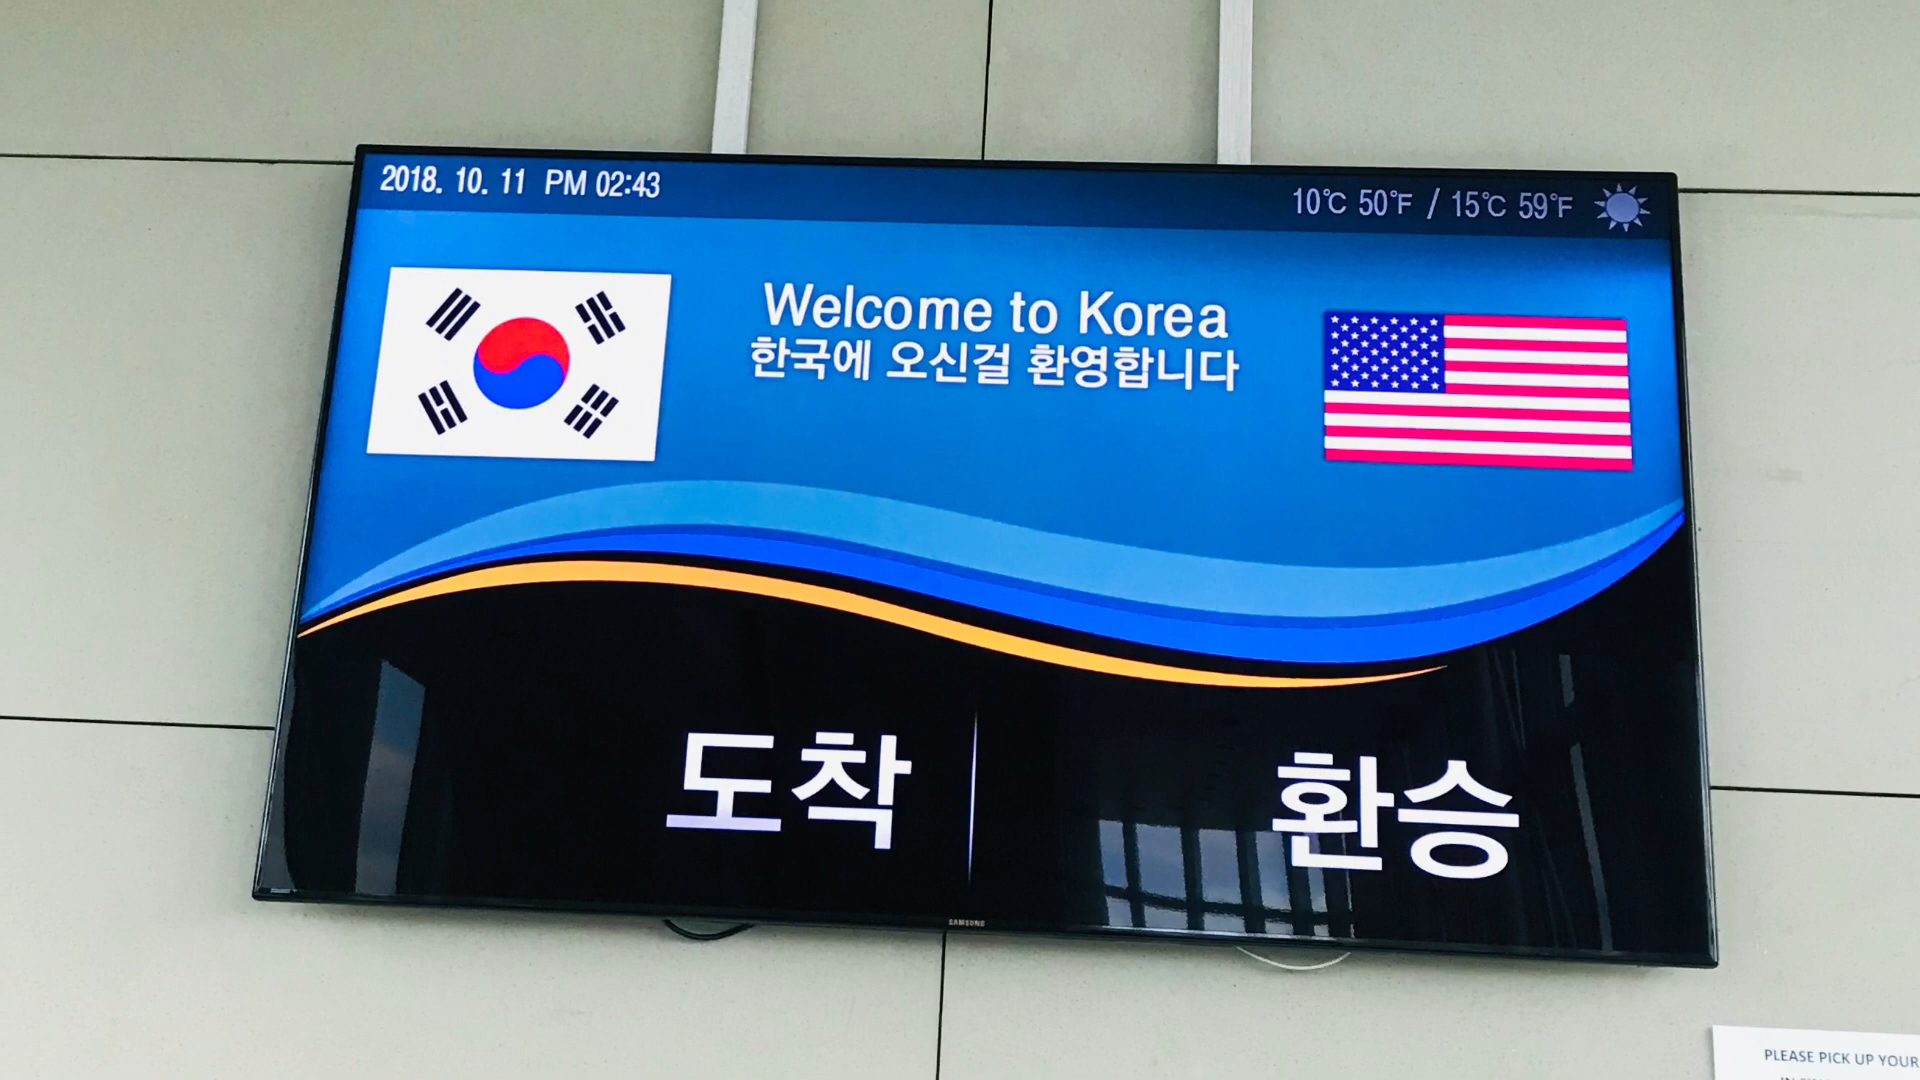 2018. 10. 11 PM 02:43
10℃ 50℉ / 15℃ 59℉
Welcome to Korea
한국에 오신걸 환영합니다
도착
환승
SAMSUNG
PLEASE PICK UP YOUR